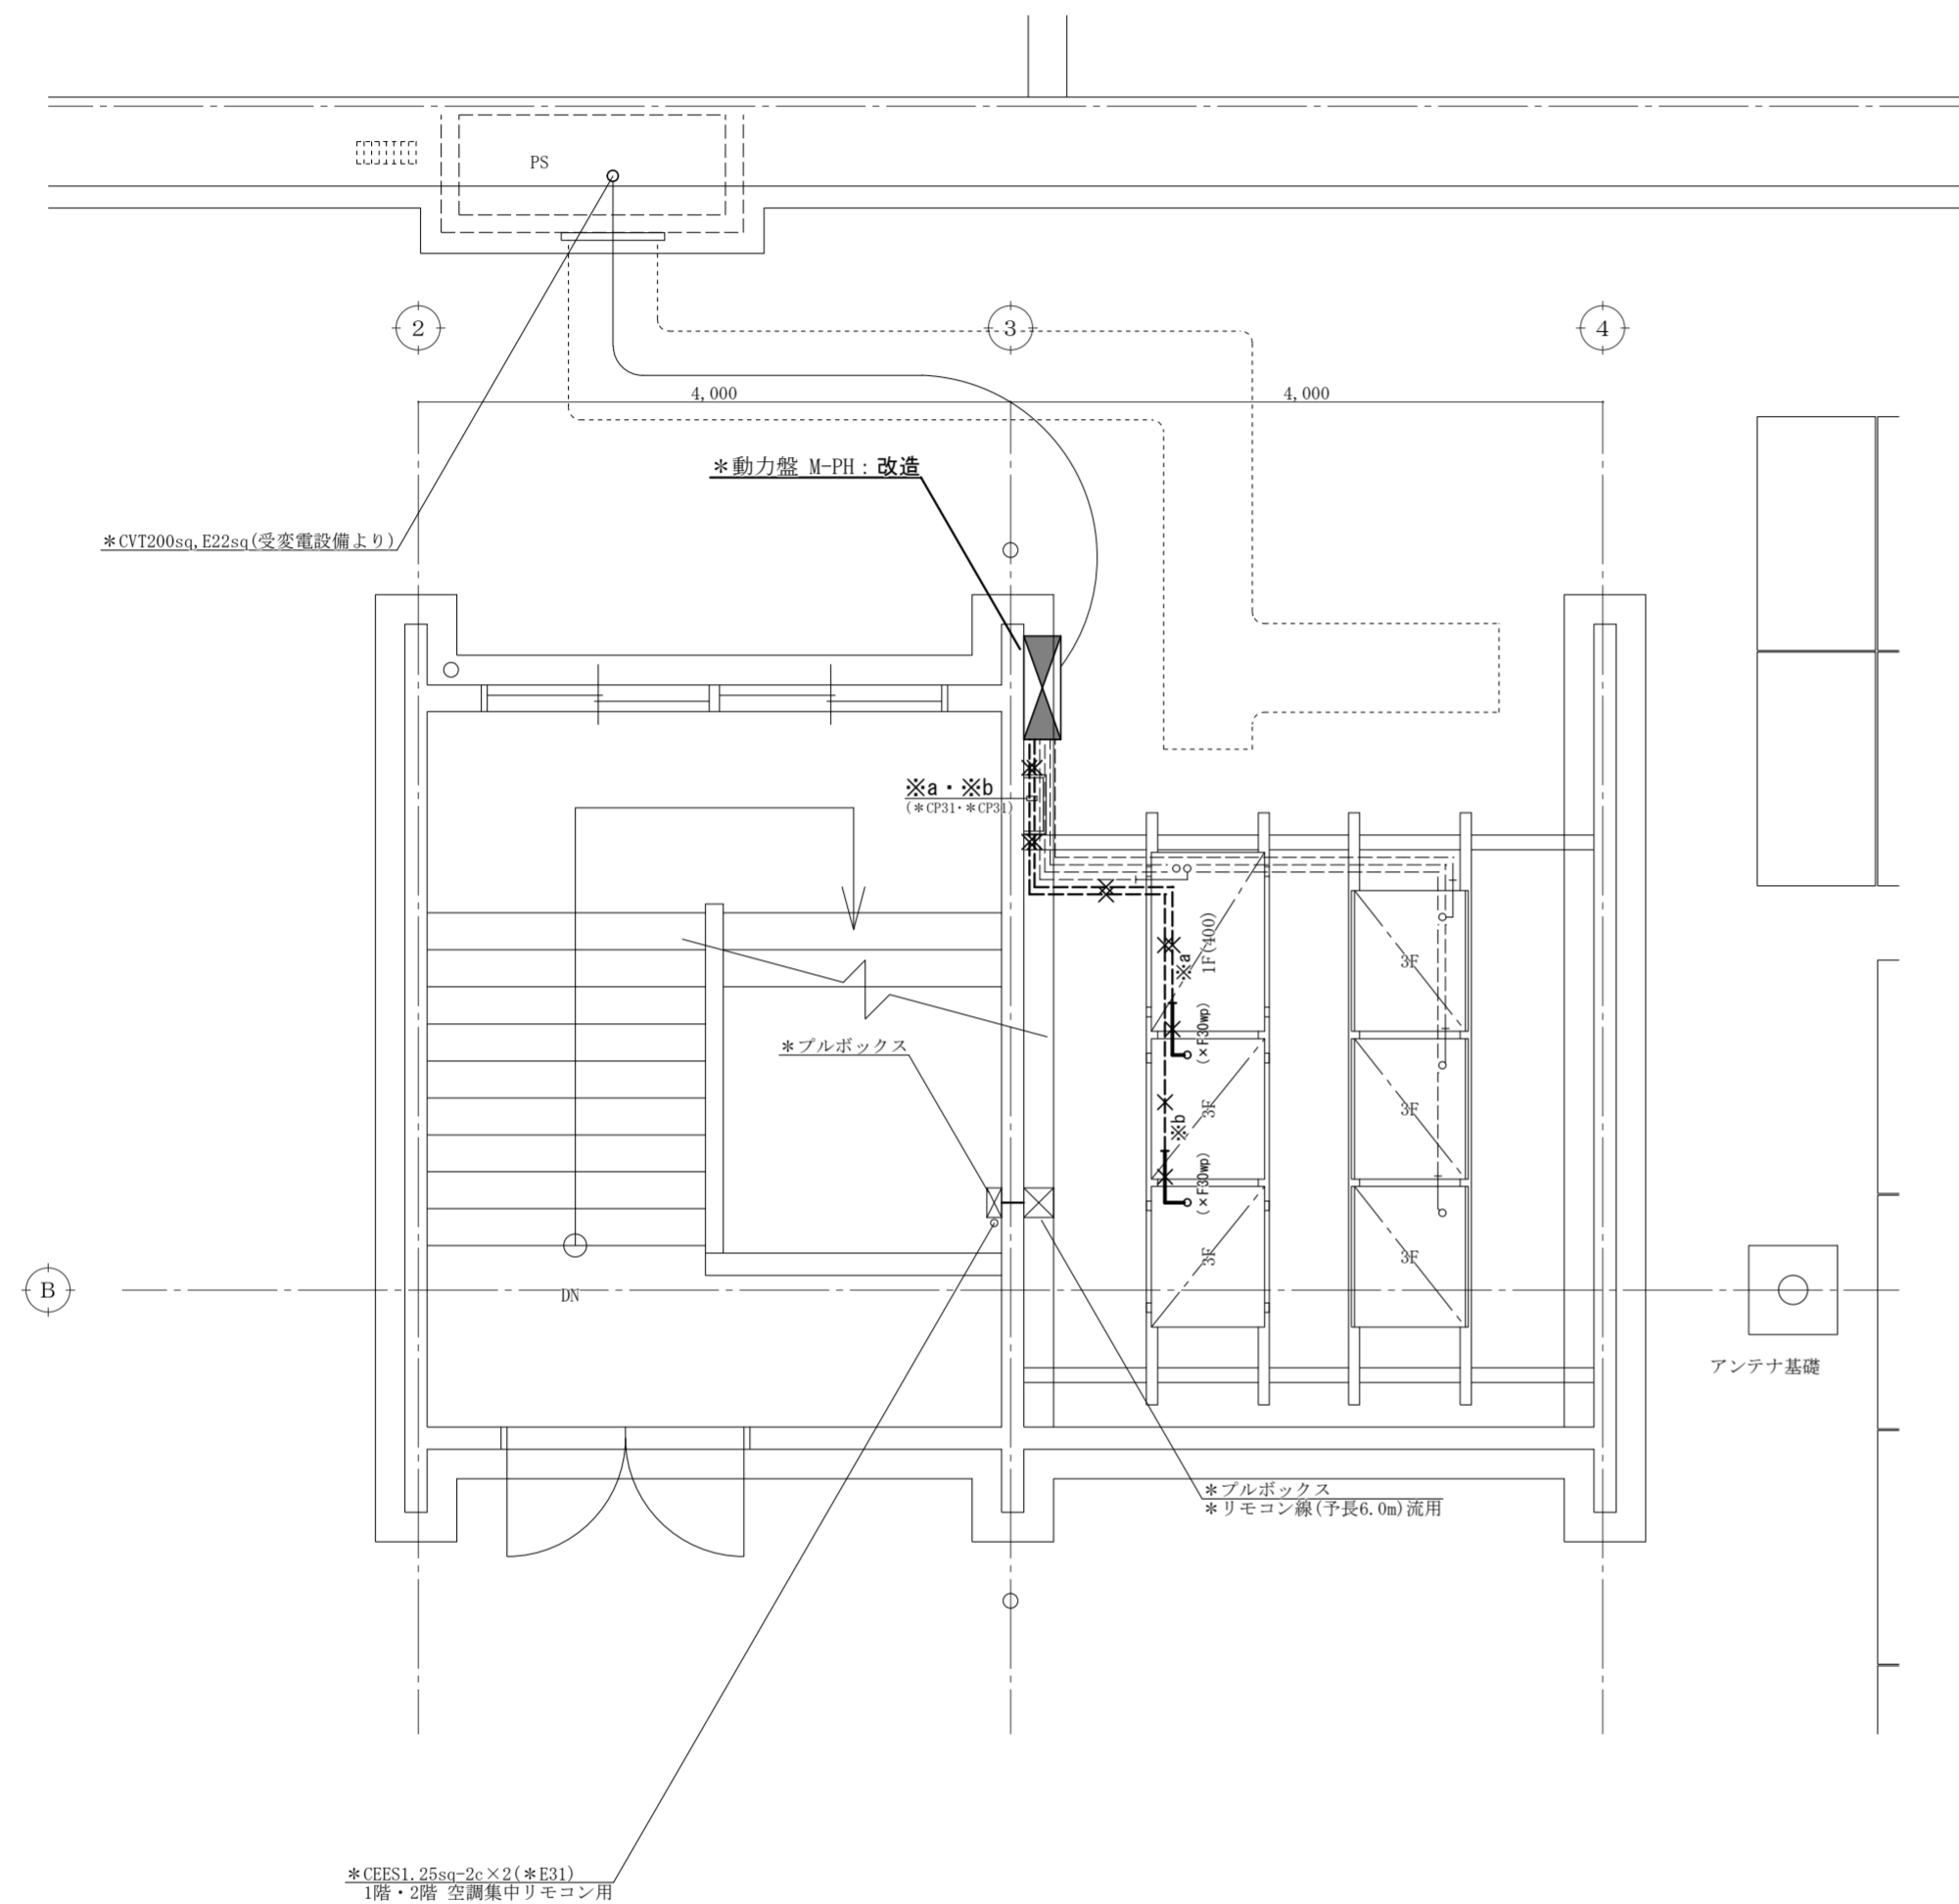 PS
2
3
4
4,000
4,000
＊動力盤 M-PH：改造
＊CVT200sq,E22sq(受変電設備より)
※a・※b
(＊CP31・＊CP31)
※a
1F(400)
3F
(×F30wp)
＊プルボックス
3F
3F
※b
(×F30wp)
3F
3F
B
DN
アンテナ基礎
＊プルボックス
＊リモコン線(予長6.0m)流用
＊CEES1.25sq-2c×2(＊E31)
1階・2階 空調集中リモコン用